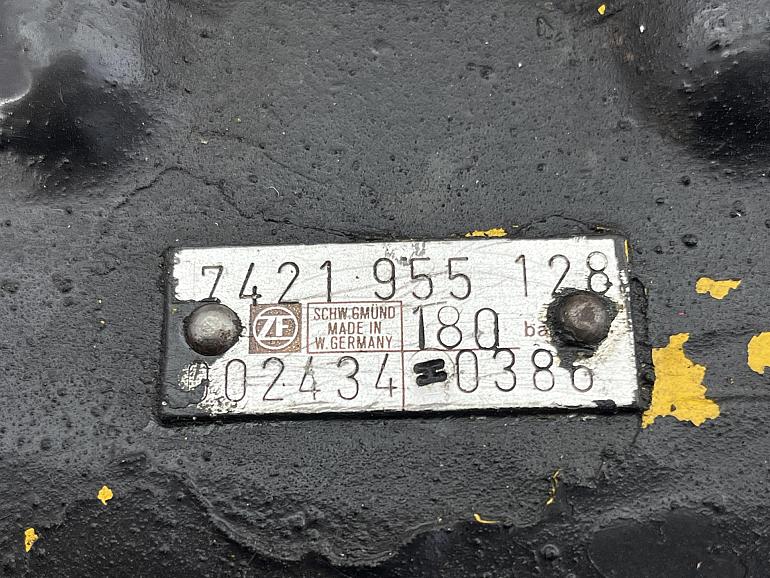 7421 955 128
ZF
SCHW.GMÜND
MADE IN
W.GERMANY
180
02434 H 0386